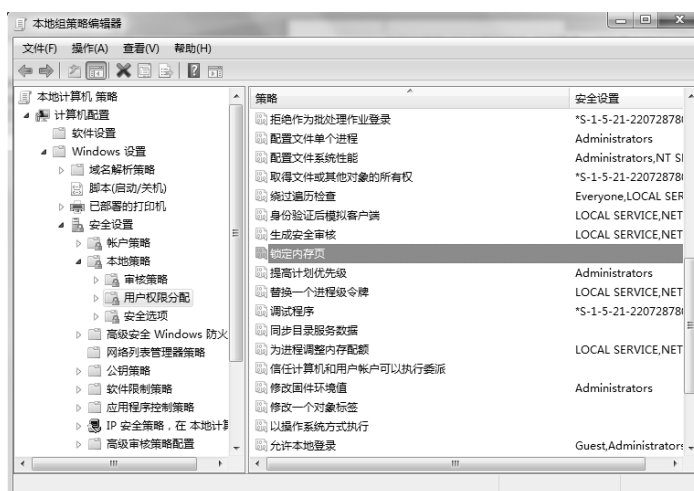 本地组策略编辑器
文件(F) 操作(A) 查看(V) 帮助(H)
本地计算机 策略
计算机配置
软件设置
Windows 设置
域名解析策略
脚本(启动/关机)
已部署的打印机
安全设置
帐户策略
本地策略
审核策略
用户权限分配
安全选项
高级安全 Windows 防火
网络列表管理器策略
公钥策略
软件限制策略
应用程序控制策略
IP 安全策略，在 本地计
高级审核策略配置
策略 安全设置
拒绝作为批处理作业登录 *S-1-5-21-22072878
配置文件单个进程 Administrators
配置文件系统性能 Administrators,NT S
取得文件或其他对象的所有权 *S-1-5-21-22072878
绕过遍历检查 Everyone,LOCAL SER
身份验证后模拟客户端 LOCAL SERVICE,NET
生成安全审核 LOCAL SERVICE,NET
锁定内存页
提高计划优先级 Administrators
替换一个进程级令牌 LOCAL SERVICE,NET
调试程序 *S-1-5-21-22072878
同步目录服务数据
为进程调整内存配额 LOCAL SERVICE,NET
信任计算机和用户帐户可以执行委派
修改固件环境值 Administrators
修改一个对象标签
以操作系统方式执行
允许本地登录 Guest,Administrators